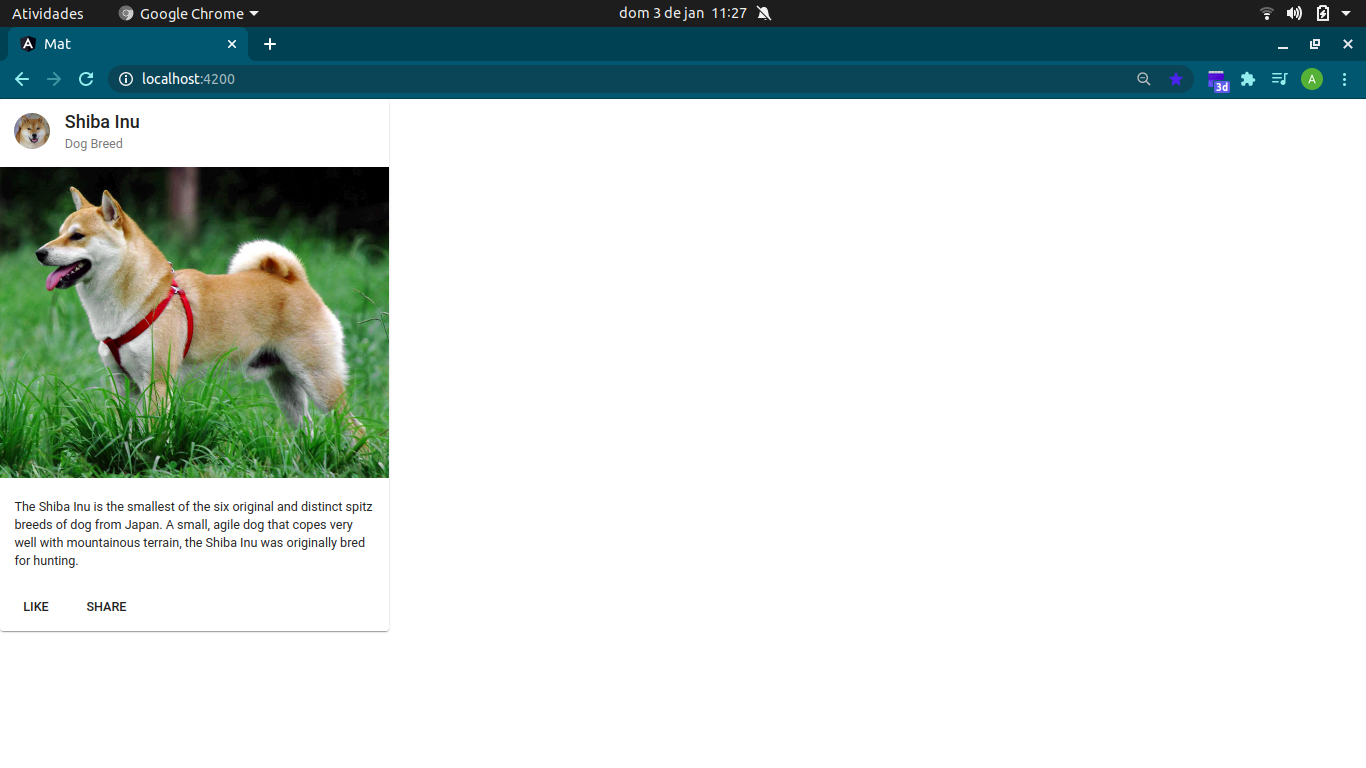 Atividades Google Chrome dom 3 de jan 11:27
Mat
localhost:4200 3d A
Shiba Inu
Dog Breed
The Shiba Inu is the smallest of the six original and distinct spitz
breeds of dog from Japan. A small, agile dog that copes very
well with mountainous terrain, the Shiba Inu was originally bred
for hunting.
LIKE SHARE